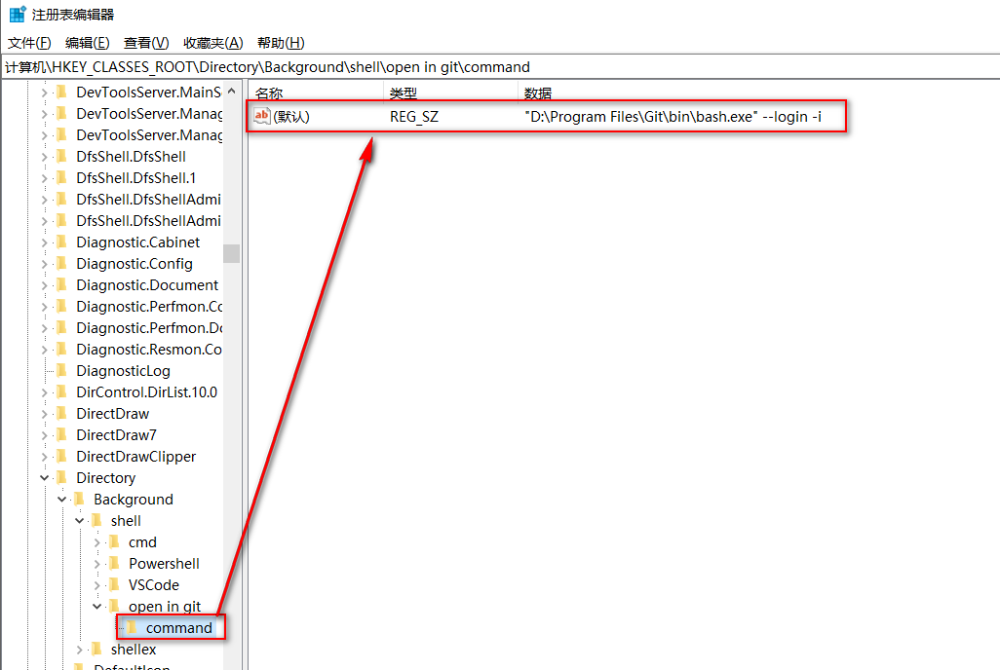 注册表编辑器
文件(F) 编辑(E) 查看(V) 收藏夹(A) 帮助(H)
计算机\HKEY_CLASSES_ROOT\Directory\Background\shell\open in git\command
DevToolsServer.MainS
DevToolsServer.Manag
DevToolsServer.Manag
DfsShell.DfsShell
DfsShell.DfsShell.1
DfsShell.DfsShellAdmi
DfsShell.DfsShellAdmi
Diagnostic.Cabinet
Diagnostic.Config
Diagnostic.Document
Diagnostic.Perfmon.Co
Diagnostic.Perfmon.Do
Diagnostic.Resmon.Co
DiagnosticLog
DirControl.DirList.10.0
DirectDraw
DirectDraw7
DirectDrawClipper
Directory
Background
shell
cmd
Powershell
VSCode
open in git
command
shellex
DefaultIcon
名称 类型 数据
ab (默认) REG_SZ "D:\Program Files\Git\bin\bash.exe" --login -i